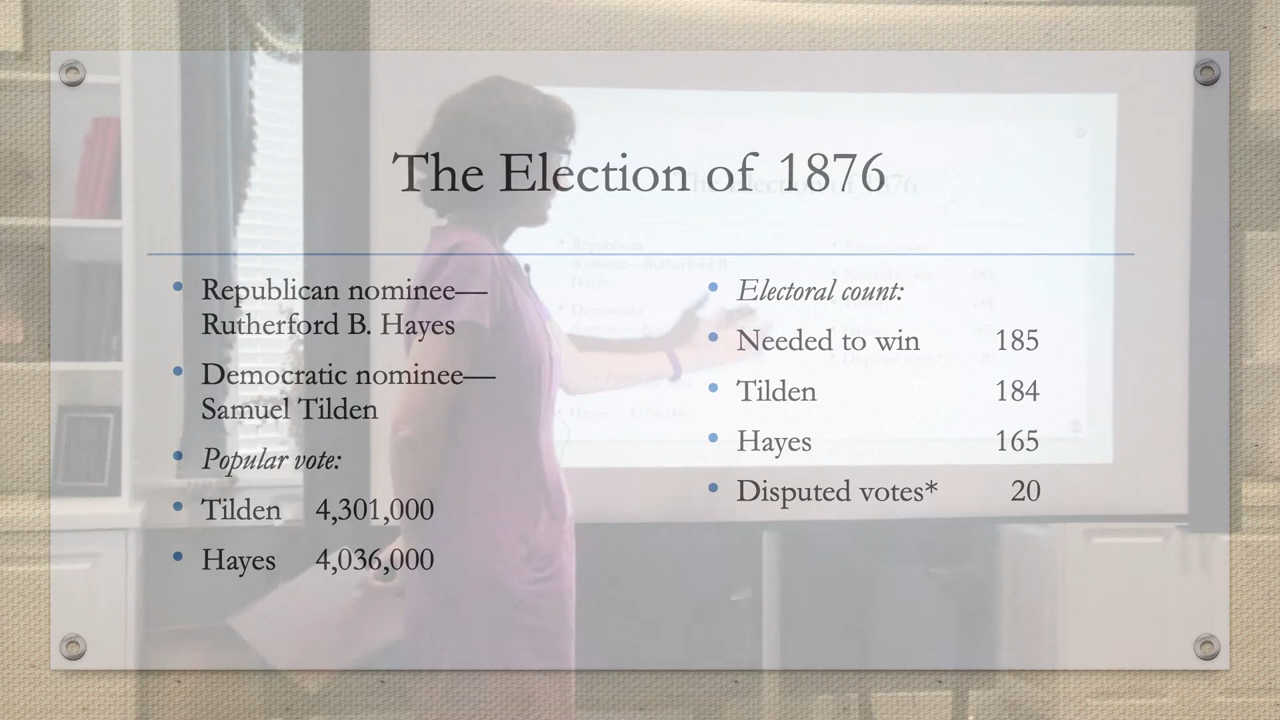 The Election of 1876
Republican nominee—
Rutherford B. Hayes
Democratic nominee—
Samuel Tilden
Popular vote:
Tilden 4,301,000
Hayes 4,036,000
Electoral count:
Needed to win 185
Tilden 184
Hayes 165
Disputed votes* 20